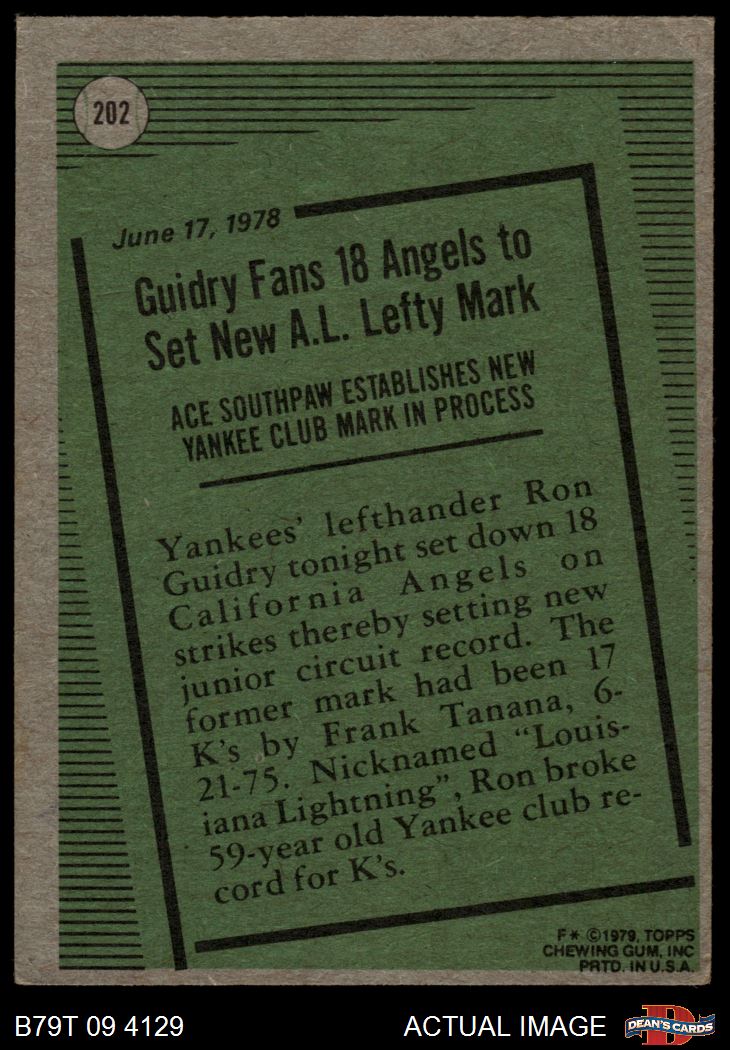 202
June 17, 1978
Guidry Fans 18 Angels to
Set New A.L. Lefty Mark
ACE SOUTHPAW ESTABLISHES NEW
YANKEE CLUB MARK IN PROCESS
Yankees' lefthander Ron
Guidry tonight set down 18
California Angels on
strikes thereby setting new
junior circuit record. The
former mark had been 17
K's by Frank Tanana, 6-
21-75. Nicknamed “Louis-
iana Lightning”, Ron broke
59-year old Yankee club re-
cord for K's.
F* ©1979, TOPPS
CHEWING GUM, INC
PRTD. IN U.S.A.
B79T 09 4129
ACTUAL IMAGE
D
DEAN'S CARDS